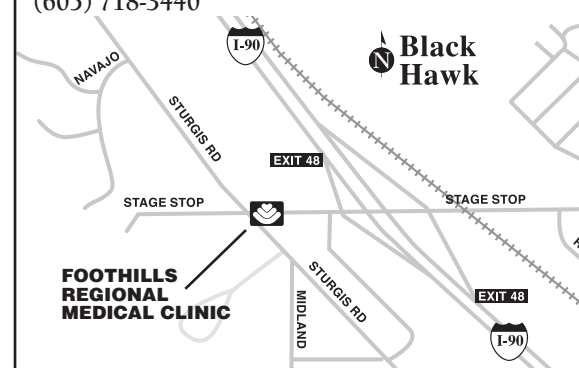 (605) 718-3440
I-90
N
Black
Hawk
NAVAJO
STURGIS RD
EXIT 48
STAGE STOP
STAGE STOP
FOOTHILLS
REGIONAL
MEDICAL CLINIC
STURGIS RD
MIDLAND
EXIT 48
I-90